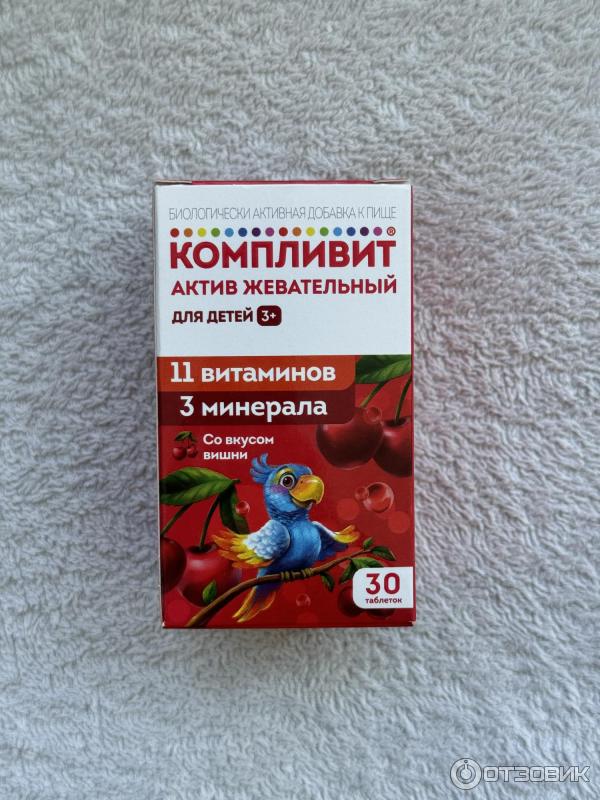 БИОЛОГИЧЕСКИ АКТИВНАЯ ДОБАВКА К ПИЩЕ
КОМПЛИВИТ®
АКТИВ ЖЕВАТЕЛЬНЫЙ
ДЛЯ ДЕТЕЙ 3+
11 витаминов
3 минерала
Со вкусом
вишни
30
таблеток
ОТЗОВИК